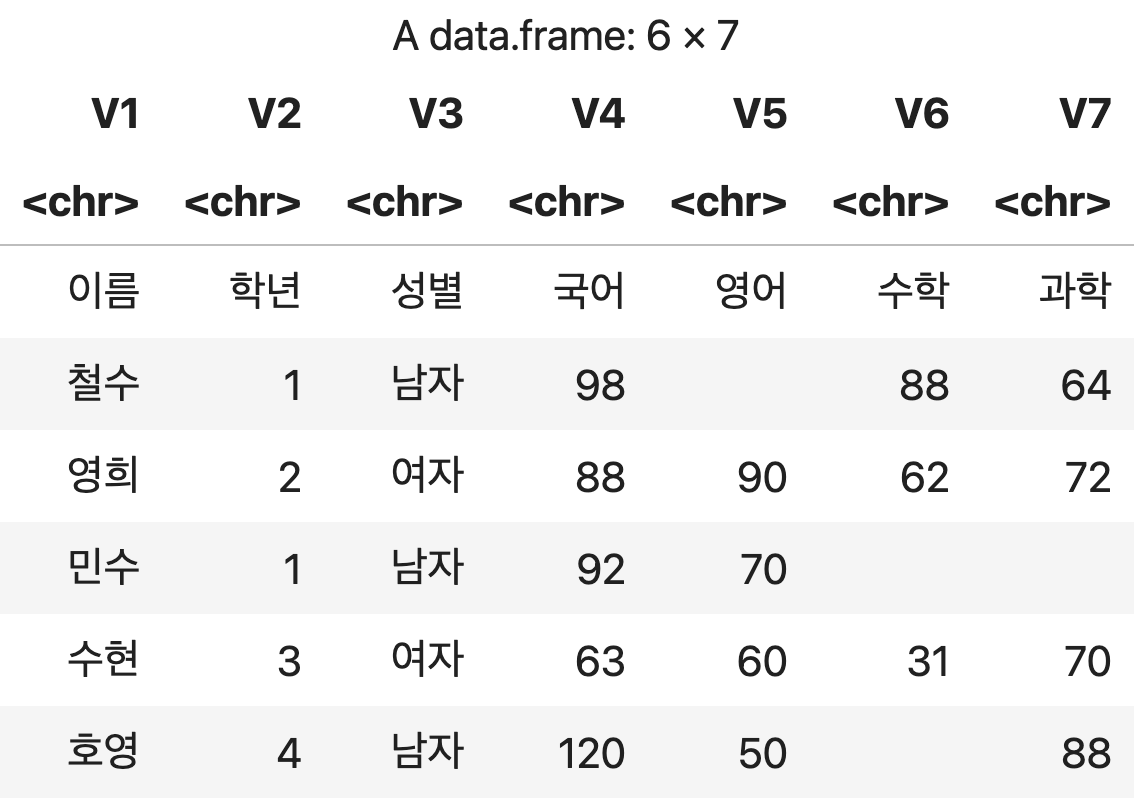 A data.frame: 6 × 7
V1 V2 V3 V4 V5 V6 V7
<chr> <chr> <chr> <chr> <chr> <chr> <chr>
이름 학년 성별 국어 영어 수학 과학
철수 1 남자 98 88 64
영희 2 여자 88 90 62 72
민수 1 남자 92 70
수현 3 여자 63 60 31 70
호영 4 남자 120 50 88